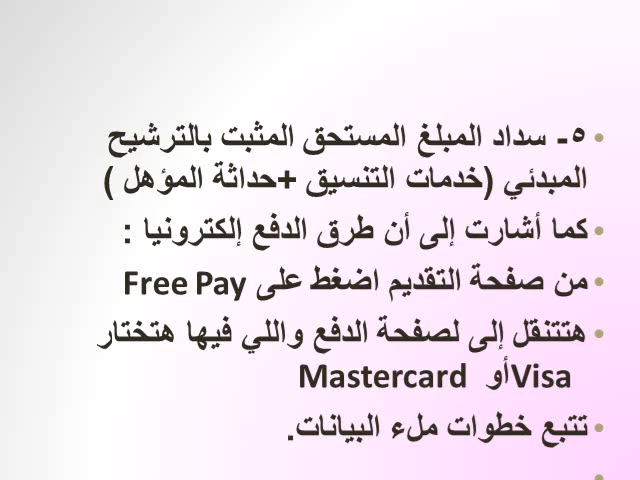 • ٥- سداد المبلغ المستحق المثبت بالترشيح
المبدئي (خدمات التنسيق +حداثة المؤهل )
• كما أشارت إلى أن طرق الدفع إلكترونيا :
• من صفحة التقديم اضغط على Free Pay
• هتتنقل إلى لصفحة الدفع واللي فيها هتختار
Visaأو Mastercard
• تتبع خطوات ملء البيانات.
•